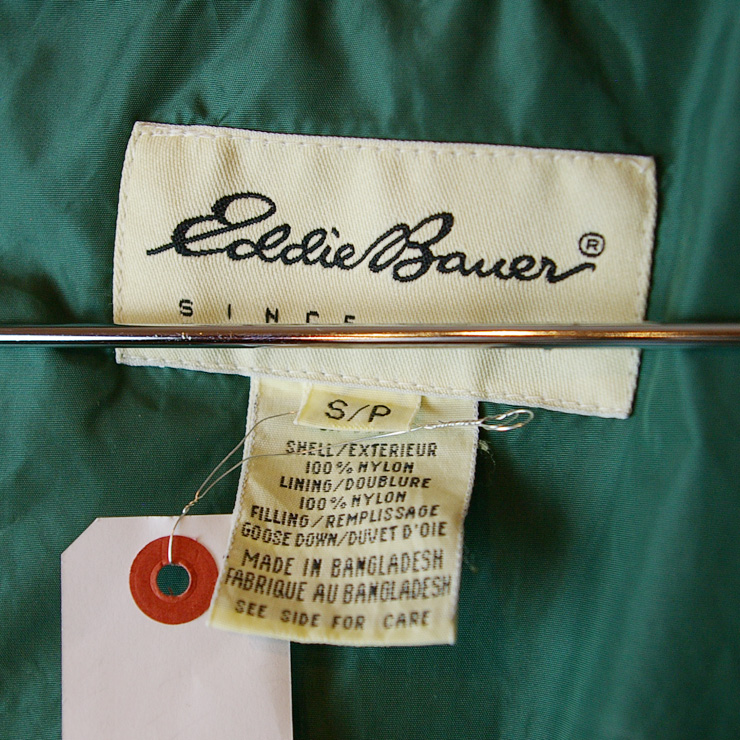 Eddie Bauer®
SINCE
S/P
SHELL/EXTERIEUR
100% NYLON
LINING/DOUBLURE
100% NYLON
FILLING/REMPLISSAGE
GOOSE DOWN/DUVET D'OIE
MADE IN BANGLADESH
FABRIQUE AU BANGLADESH
SEE SIDE FOR CARE